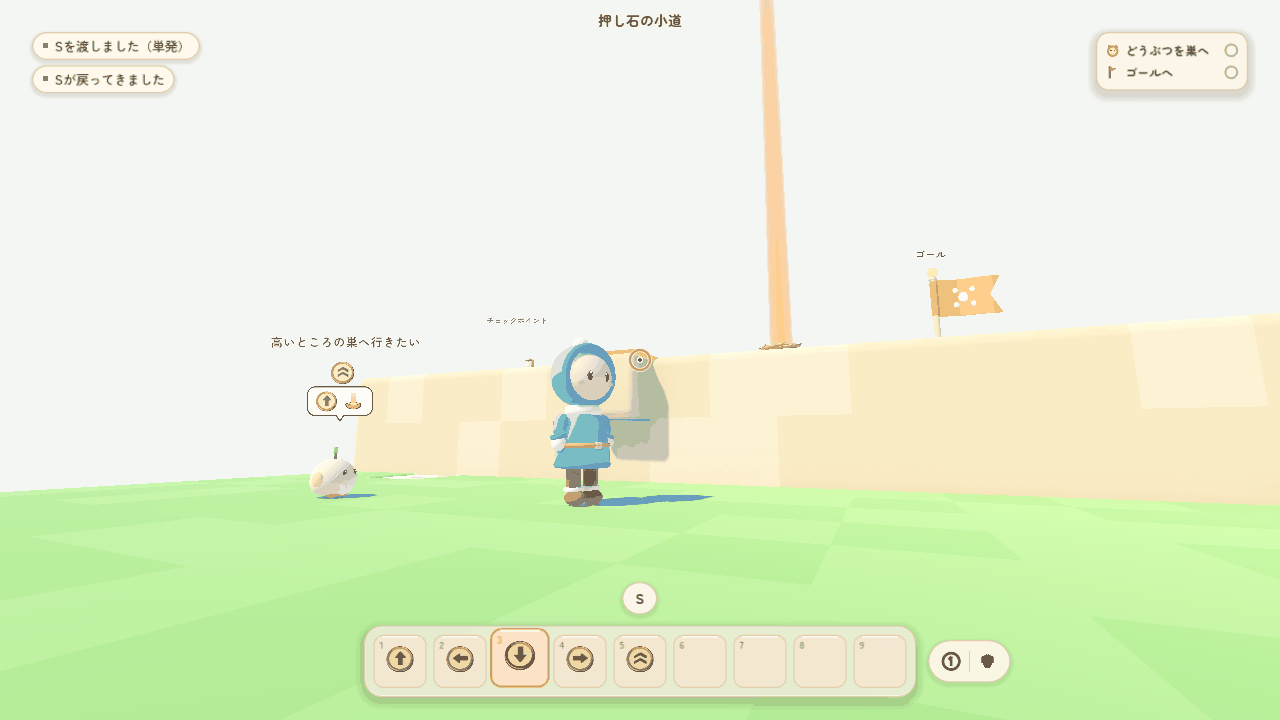 押し石の小道
Sを渡しました（単発）
Sが戻ってきました
どうぶつを巣へ
ゴールへ
ゴール
チェックポイント
高いところの巣へ行きたい
S
1 2 3 4 5 6 7 8 9
1